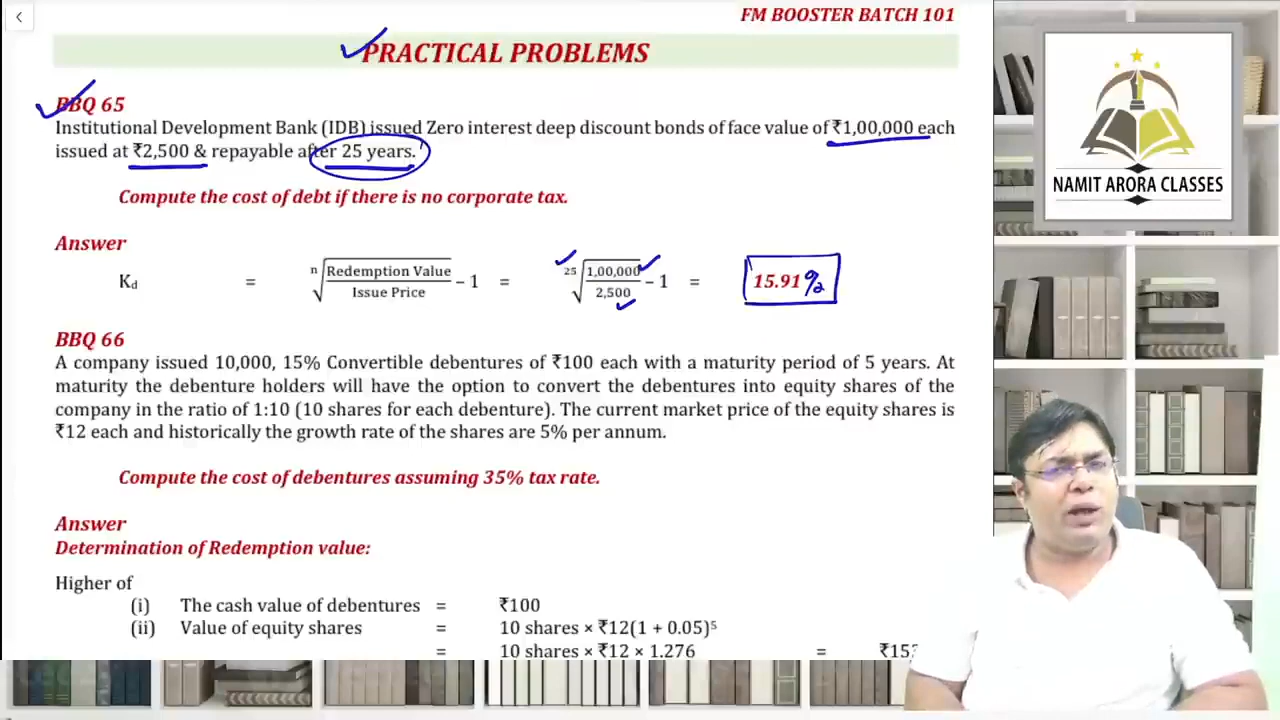 FM BOOSTER BATCH 101
PRACTICAL PROBLEMS
BBQ 65
Institutional Development Bank (IDB) issued Zero interest deep discount bonds of face value of ₹1,00,000 each
issued at ₹2,500 & repayable after 25 years.
Compute the cost of debt if there is no corporate tax.
Answer
Kd = n√(Redemption Value / Issue Price) − 1 = 25√(1,00,000 / 2,500) − 1 = 15.91%
BBQ 66
A company issued 10,000, 15% Convertible debentures of ₹100 each with a maturity period of 5 years. At
maturity the debenture holders will have the option to convert the debentures into equity shares of the
company in the ratio of 1:10 (10 shares for each debenture). The current market price of the equity shares is
₹12 each and historically the growth rate of the shares are 5% per annum.
Compute the cost of debentures assuming 35% tax rate.
Answer
Determination of Redemption value:
Higher of
(i) The cash value of debentures = ₹100
(ii) Value of equity shares = 10 shares × ₹12(1 + 0.05)⁵
= 10 shares × ₹12 × 1.276 =
NAMIT ARORA CLASSES